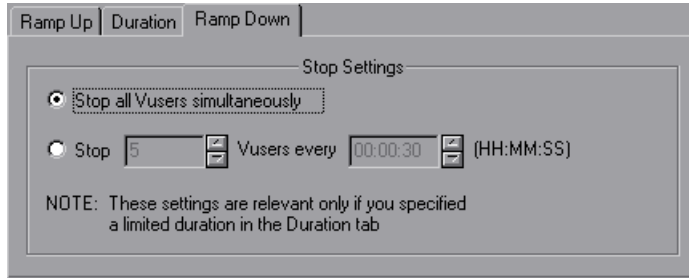 Ramp Up Duration Ramp Down
Stop Settings
Stop all Vusers simultaneously
Stop 5 Vusers every 00:00:30 (HH:MM:SS)
NOTE: These settings are relevant only if you specified
a limited duration in the Duration tab